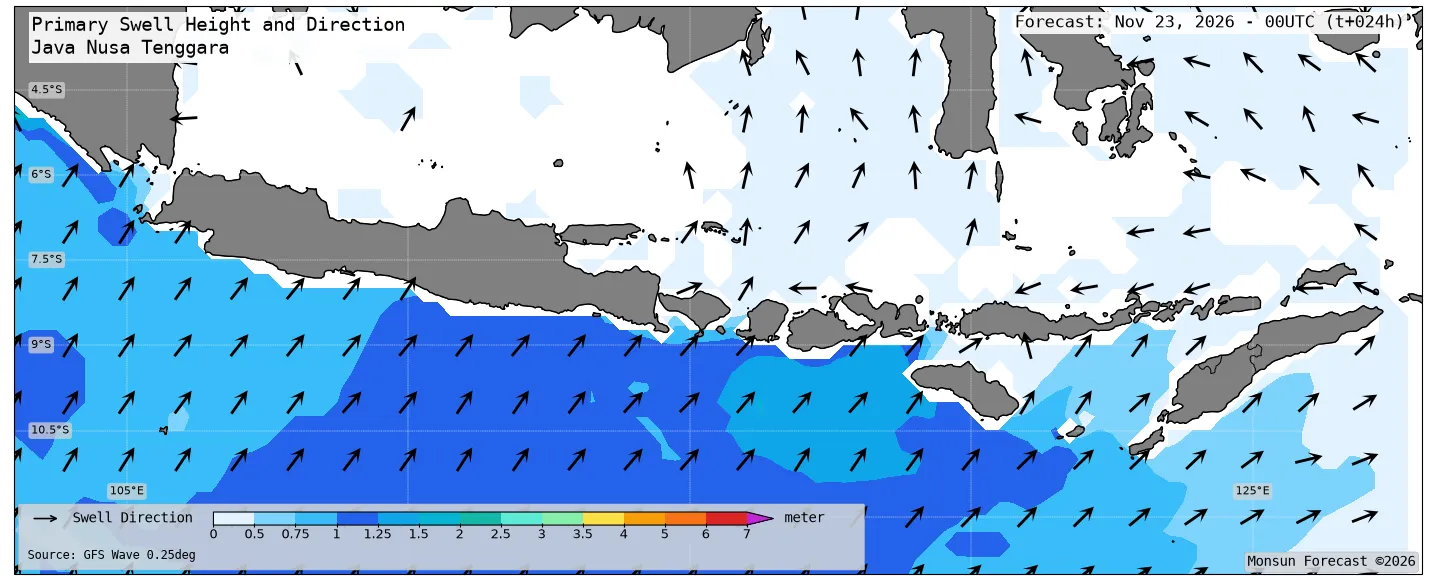 Primary Swell Height and Direction
Java Nusa Tenggara
Forecast: Nov 23, 2026 - 00UTC (t+024h)
4.5°S
6°S
7.5°S
9°S
10.5°S
105°E
125°E
Swell Direction
0 0.5 0.75 1 1.25 1.5 2 2.5 3 3.5 4 5 6 7
meter
Source: GFS Wave 0.25deg
Monsun Forecast ©2026